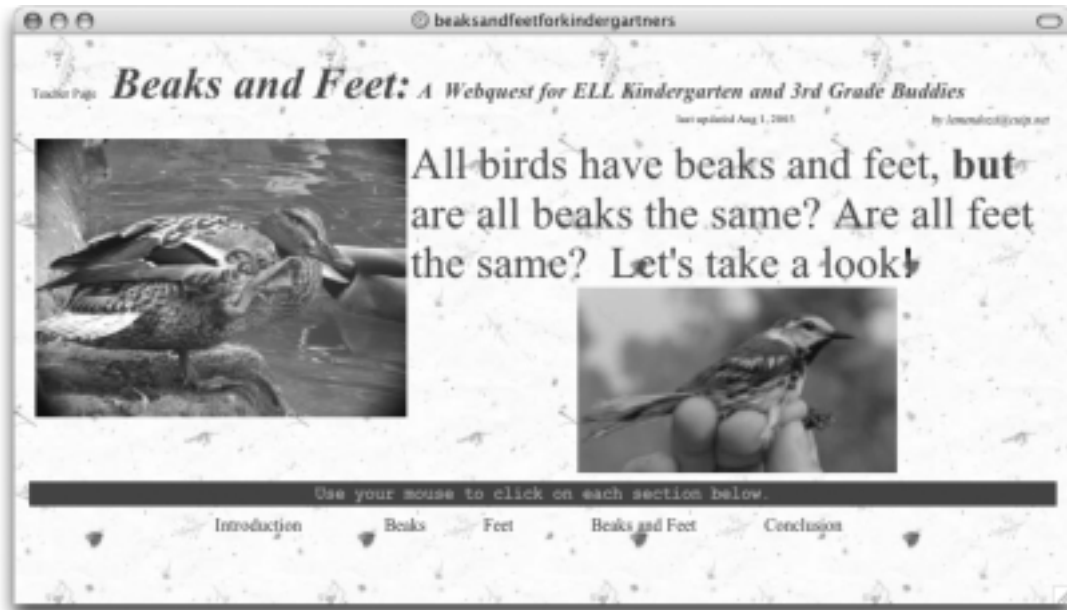 beaksandfeetforkindergartners
Teacher Page Beaks and Feet: A Webquest for ELL Kindergarten and 3rd Grade Buddies
last updated Aug 1, 2003
All birds have beaks and feet, but
are all beaks the same? Are all feet
the same? Let's take a look!
Use your mouse to click on each section below.
Introduction Beaks Feet Beaks and Feet Conclusion